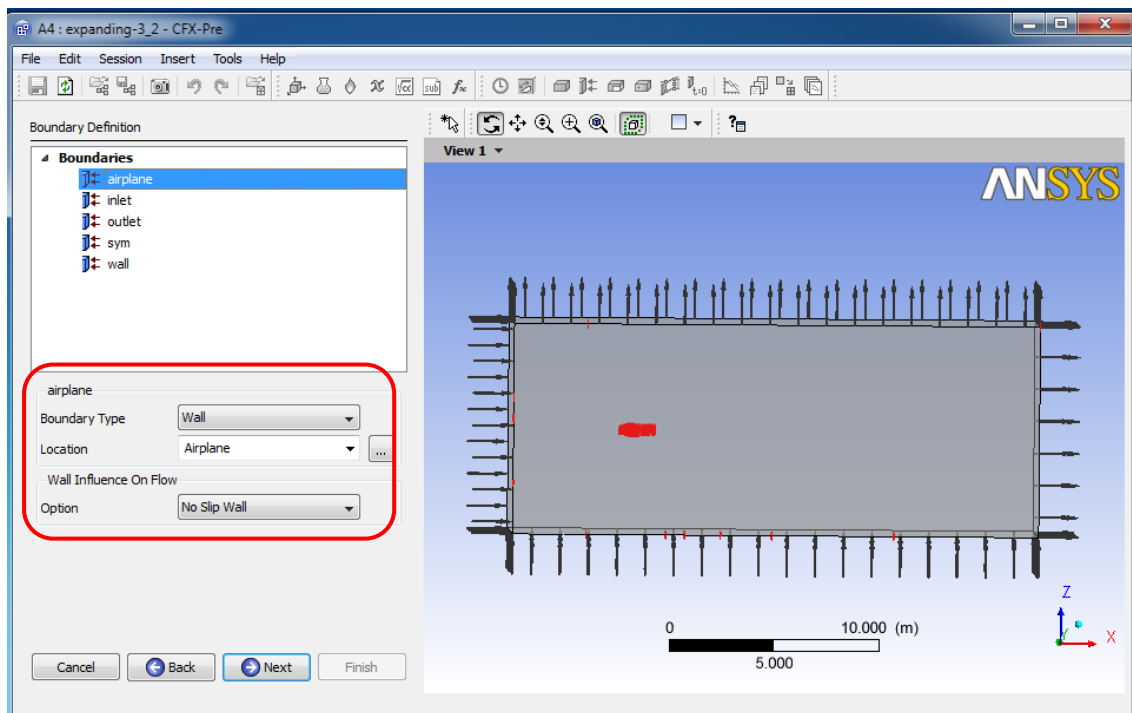 A4 : expanding-3_2 - CFX-Pre
File Edit Session Insert Tools Help
Boundary Definition
View 1
Boundaries
airplane
inlet
outlet
sym
wall
ANSYS
airplane
Boundary Type Wall
Location Airplane ...
Wall Influence On Flow
Option No Slip Wall
0 10.000 (m)
5.000
Z
Y
X
Cancel Back Next Finish